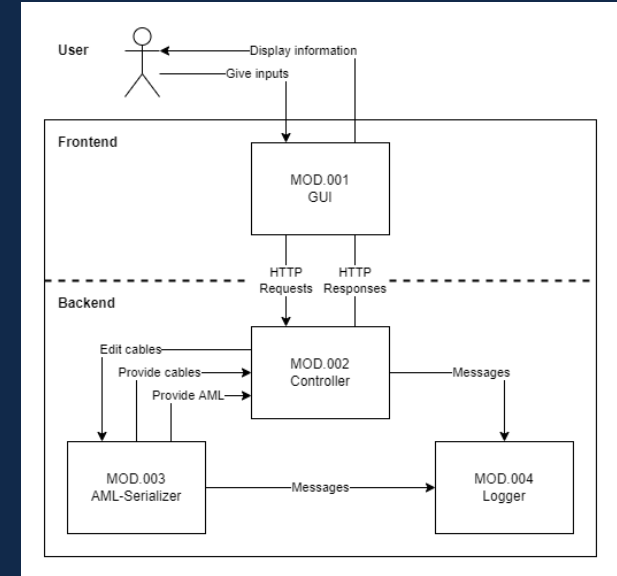 User
Display information
Give inputs
Frontend
MOD.001
GUI
HTTP
Requests
HTTP
Responses
Backend
Edit cables
Provide cables
Provide AML
MOD.002
Controller
Messages
MOD.003
AML-Serializer
Messages
MOD.004
Logger